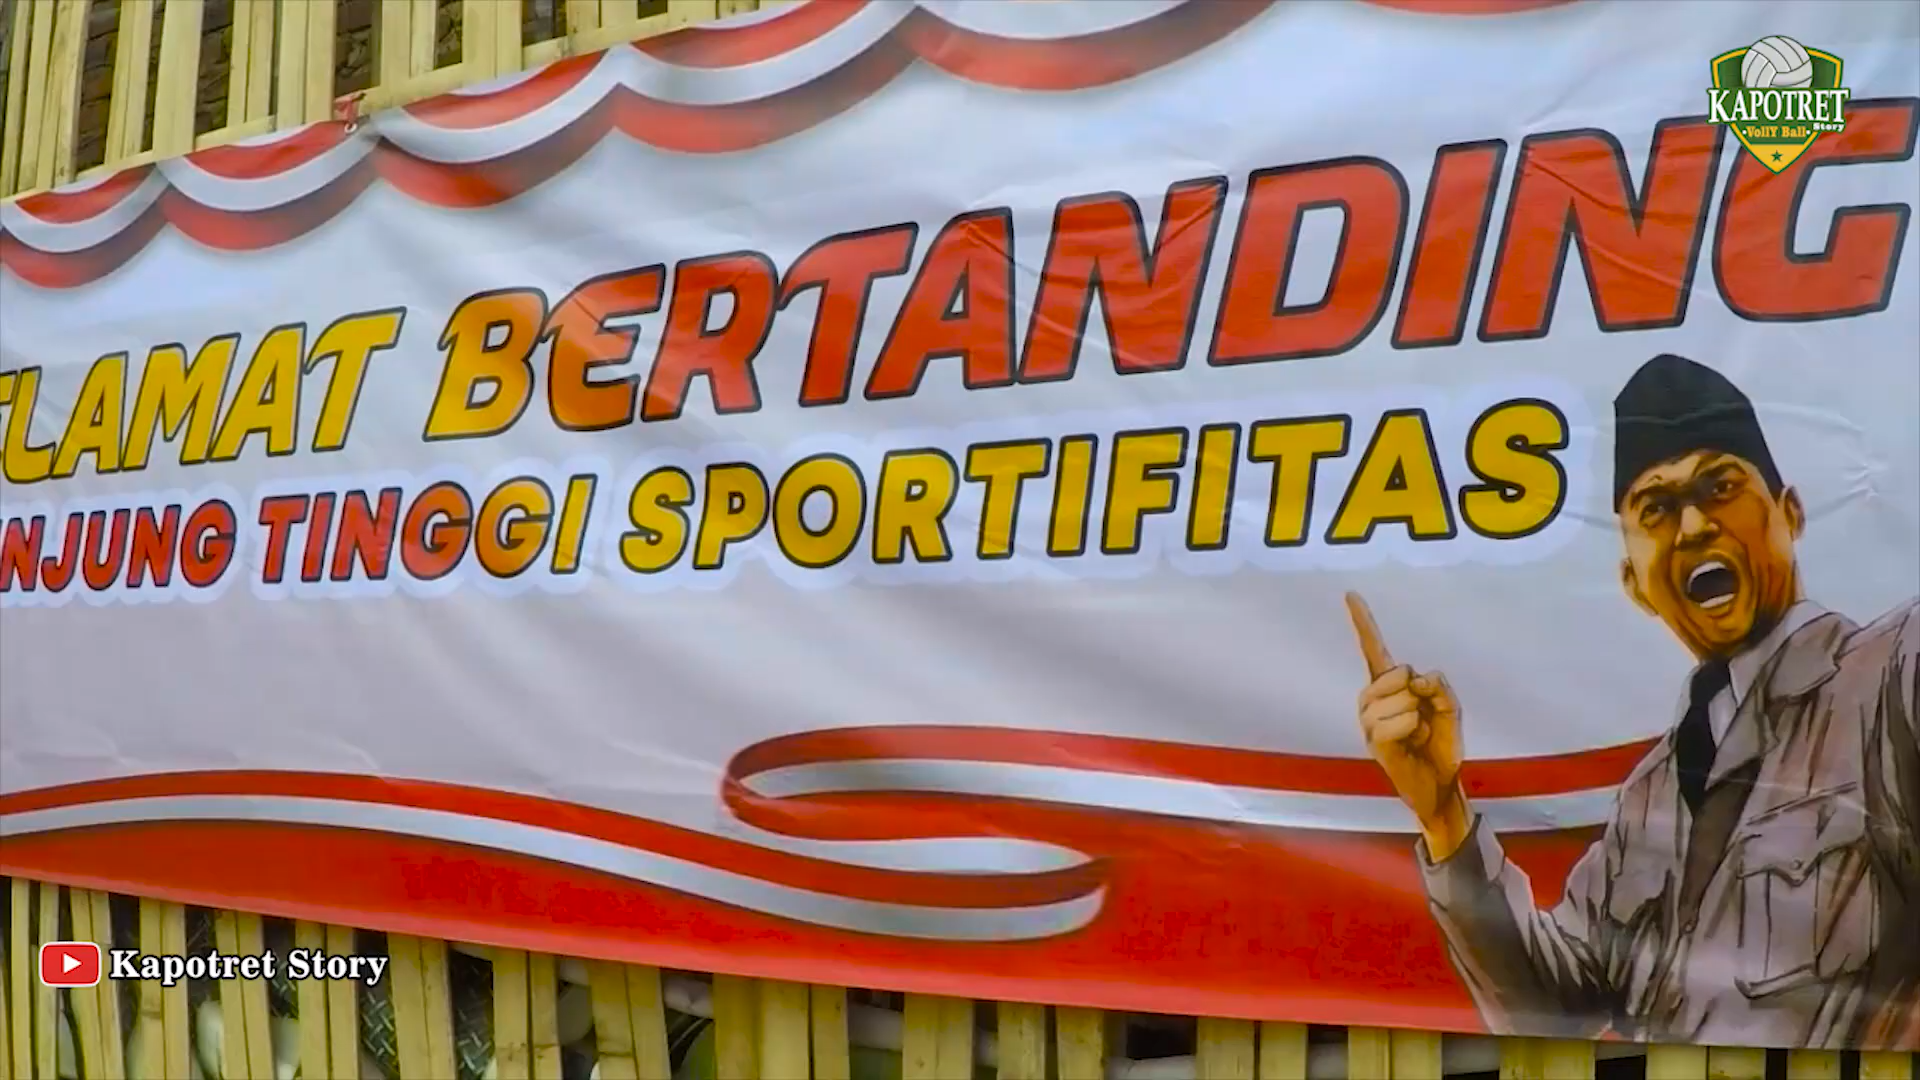 KAPOTRET
Story
VollY Ball
ELAMAT BERTANDING
NJUNG TINGGI SPORTIFITAS
Kapotret Story